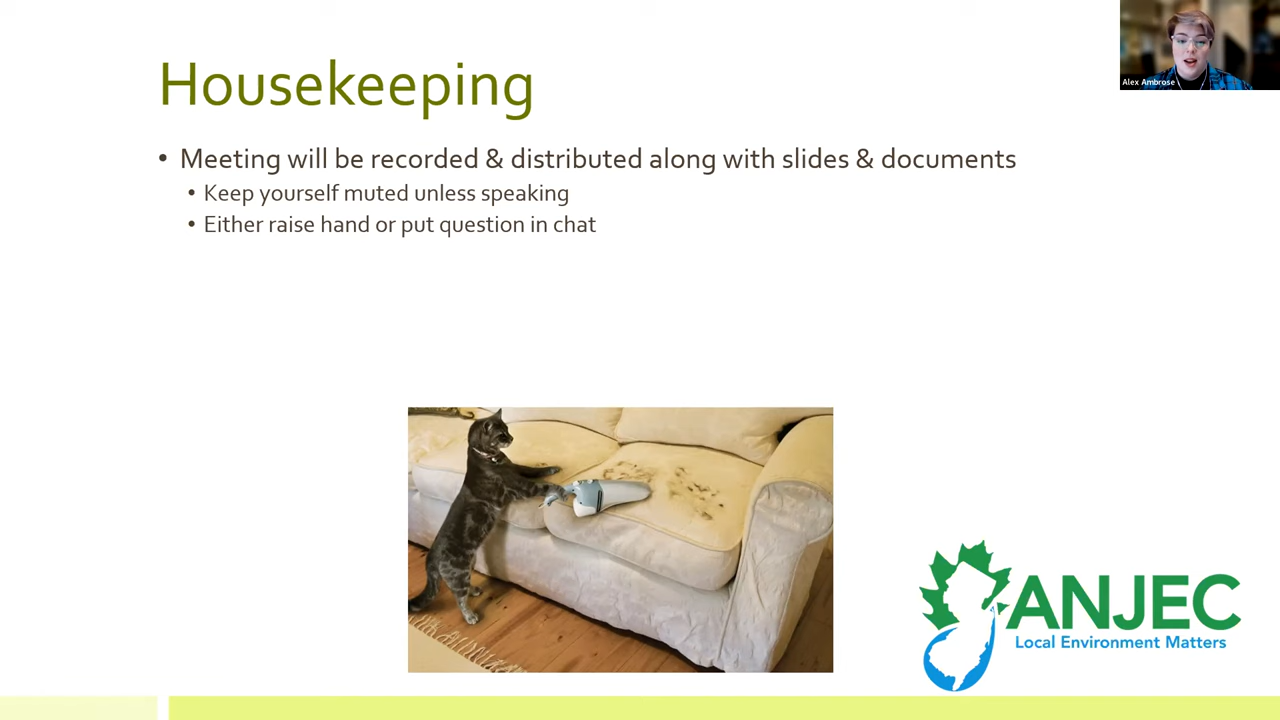 Alex Ambrose
Housekeeping
• Meeting will be recorded & distributed along with slides & documents
• Keep yourself muted unless speaking
• Either raise hand or put question in chat
ANJEC
Local Environment Matters